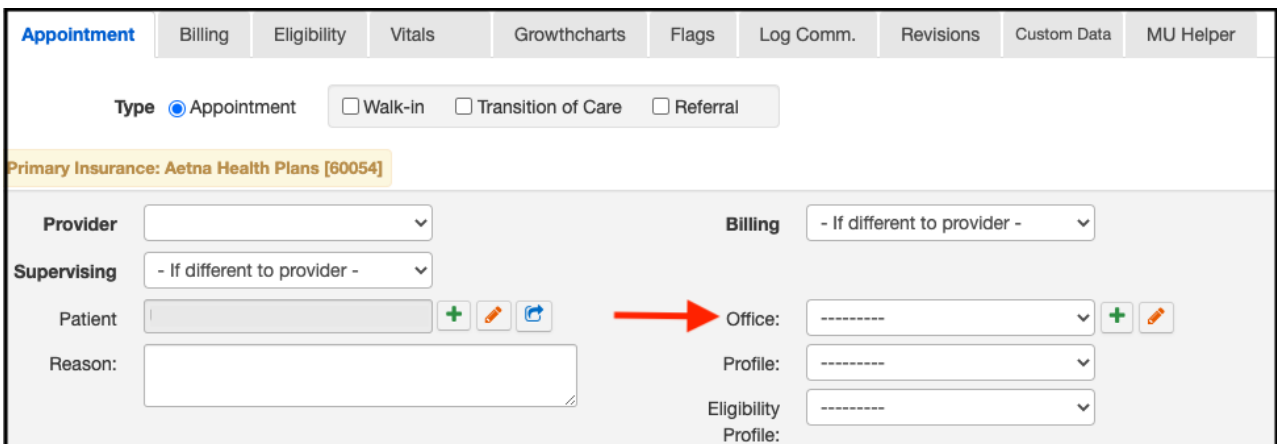 Appointment Billing Eligibility Vitals Growthcharts Flags Log Comm. Revisions Custom Data MU Helper
Type Appointment Walk-in Transition of Care Referral
Primary Insurance: Aetna Health Plans [60054]
Provider Billing - If different to provider -
Supervising - If different to provider -
Patient Office: ---------
Reason: Profile: ---------
Eligibility Profile: ---------